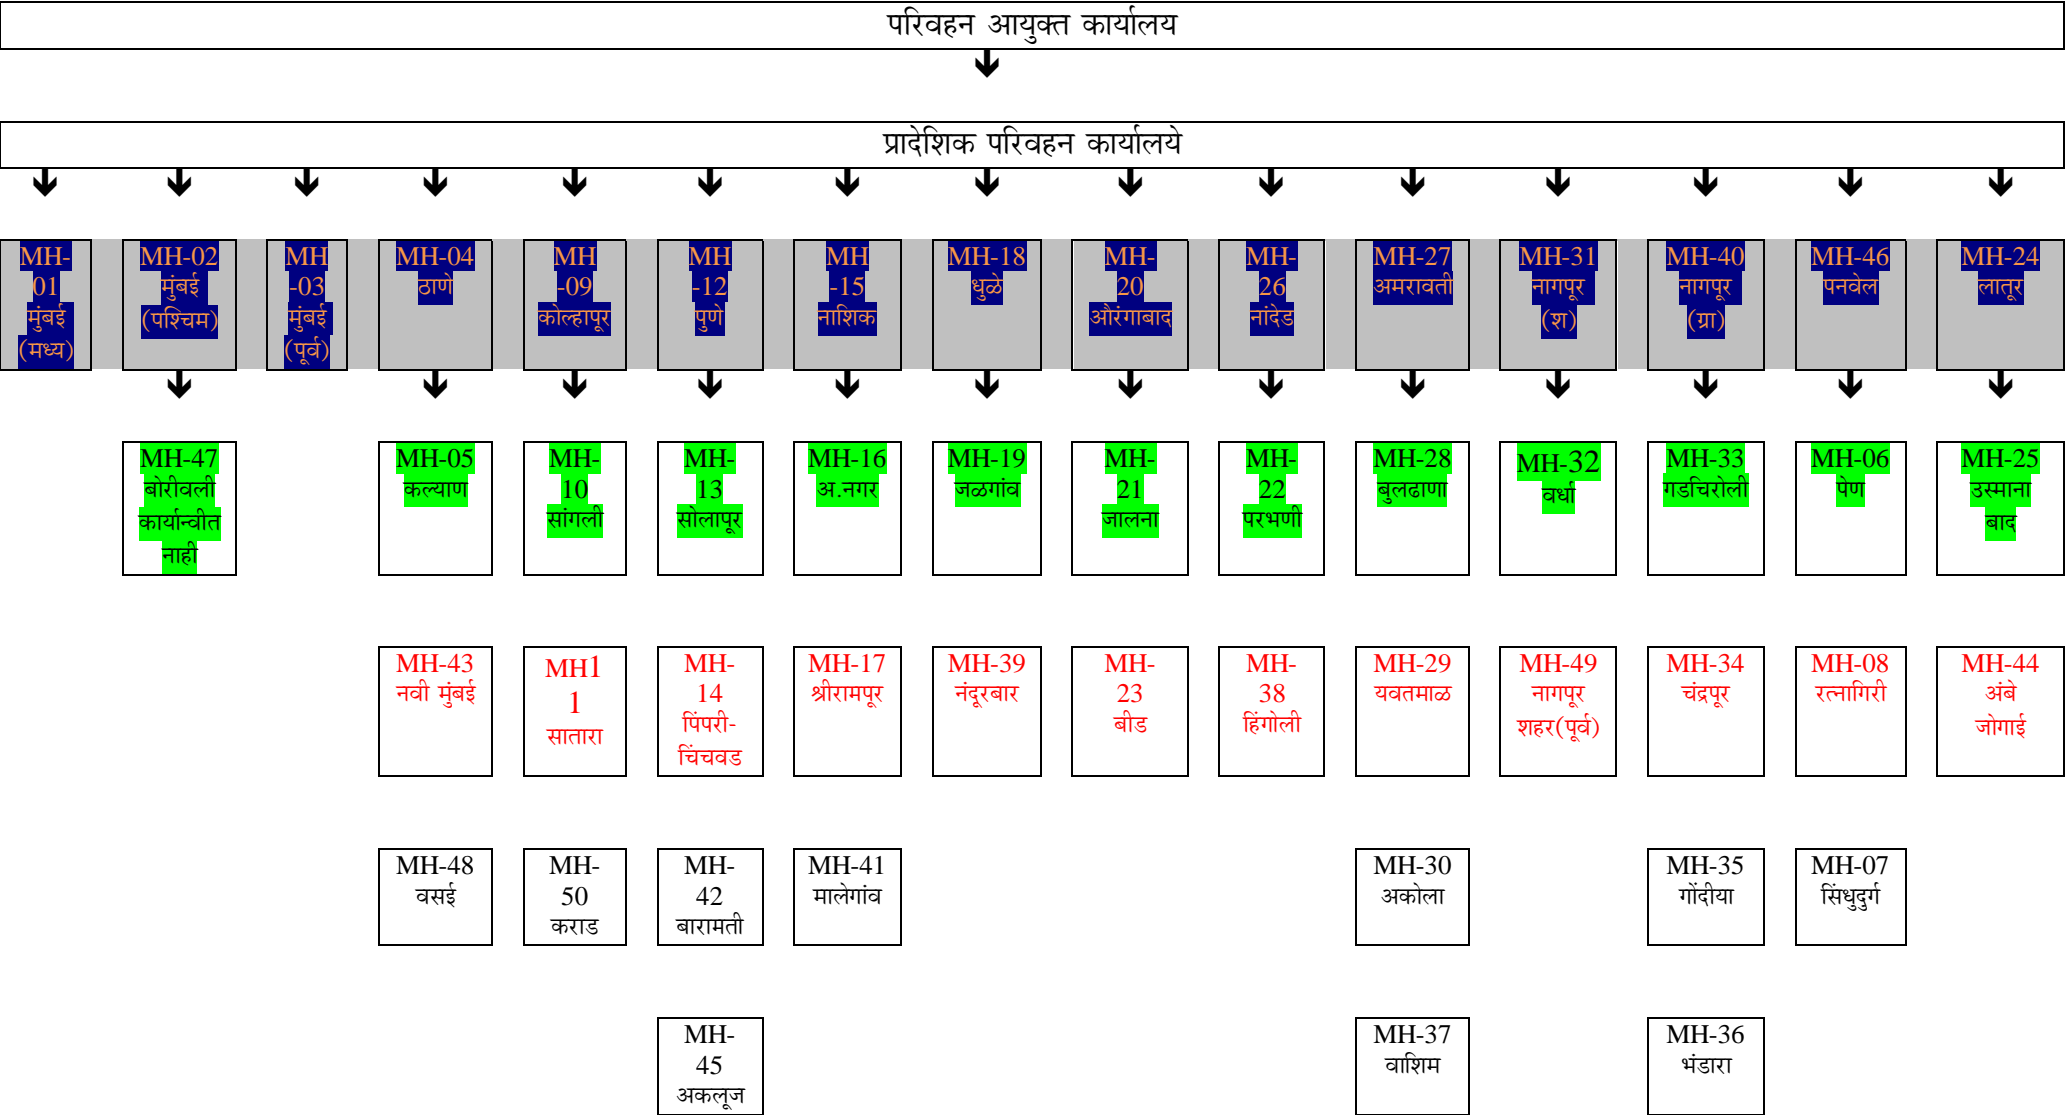 परिवहन आयुक्त कार्यालय
प्रादेशिक परिवहन कार्यालये
MH-
01
मुंबई
(मध्य)
MH-02
मुंबई
(पश्चिम)
MH
-03
मुंबई
(पूर्व)
MH-04
ठाणे
MH
-09
कोल्हापूर
MH
-12
पुणे
MH
-15
नाशिक
MH-18
धुळे
MH-
20
औरंगाबाद
MH-
26
नांदेड
MH-27
अमरावती
MH-31
नागपूर
(श)
MH-40
नागपूर
(ग्रा)
MH-46
पनवेल
MH-24
लातूर
MH-47
बोरीवली
कार्यान्वीत
नाही
MH-05
कल्याण
MH-
10
सांगली
MH-
13
सोलापूर
MH-16
अ.नगर
MH-19
जळगांव
MH-
21
जालना
MH-
22
परभणी
MH-28
बुलढाणा
MH-32
वर्धा
MH-33
गडचिरोली
MH-06
पेण
MH-25
उस्माना
बाद
MH-43
नवी मुंबई
MH1
1
सातारा
MH-
14
पिंपरी-
चिंचवड
MH-17
श्रीरामपूर
MH-39
नंदूरबार
MH-
23
बीड
MH-
38
हिंगोली
MH-29
यवतमाळ
MH-49
नागपूर
शहर(पूर्व)
MH-34
चंद्रपूर
MH-08
रत्नागिरी
MH-44
अंबे
जोगाई
MH-48
वसई
MH-
50
कराड
MH-
42
बारामती
MH-41
मालेगांव
MH-30
अकोला
MH-35
गोंदीया
MH-07
सिंधुदुर्ग
MH-
45
अकलूज
MH-37
वाशिम
MH-36
भंडारा